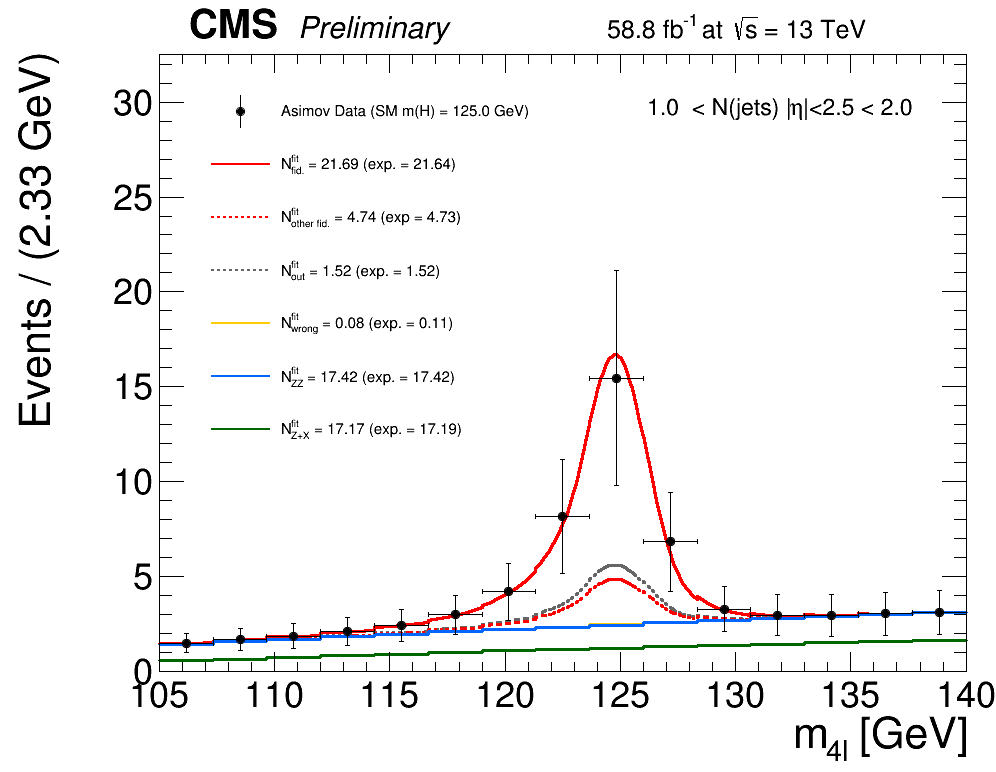 CMS Preliminary 58.8 fb⁻¹ at √s = 13 TeV
Events / (2.33 GeV)
30
25
20
15
10
5
0
Asimov Data (SM m(H) = 125.0 GeV)
1.0 < N(jets) |η|<2.5 < 2.0
N^fit_fid. = 21.69 (exp. = 21.64)
N^fit_other fid. = 4.74 (exp = 4.73)
N^fit_out = 1.52 (exp. = 1.52)
N^fit_wrong = 0.08 (exp. = 0.11)
N^fit_ZZ = 17.42 (exp. = 17.42)
N^fit_Z+X = 17.17 (exp. = 17.19)
105 110 115 120 125 130 135 140
m_4l [GeV]